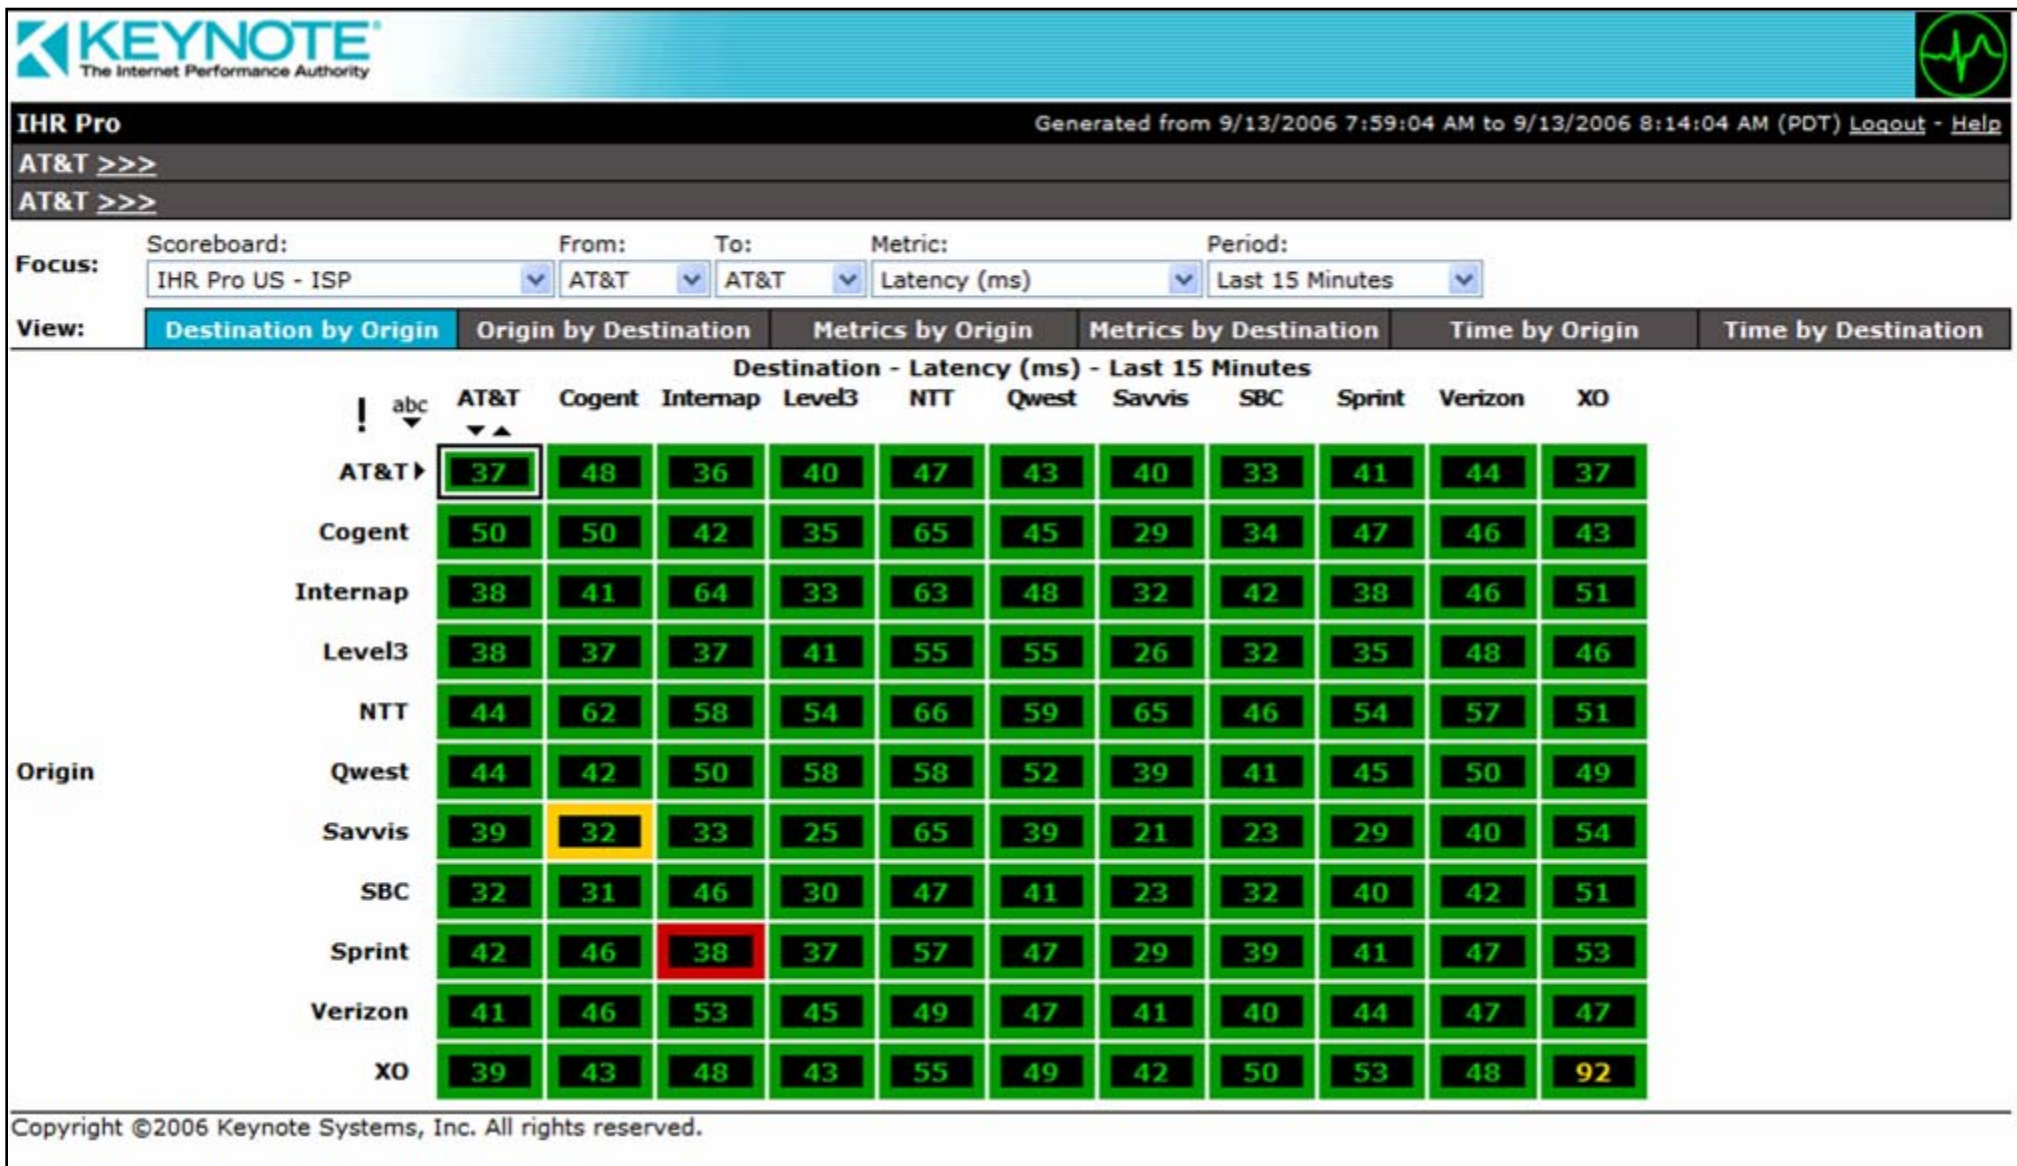 KEYNOTE®
The Internet Performance Authority
IHR Pro Generated from 9/13/2006 7:59:04 AM to 9/13/2006 8:14:04 AM (PDT) Logout - Help
AT&T >>>
AT&T >>>
Scoreboard: From: To: Metric: Period:
Focus: IHR Pro US - ISP AT&T AT&T Latency (ms) Last 15 Minutes
View: Destination by Origin Origin by Destination Metrics by Origin Metrics by Destination Time by Origin Time by Destination
Destination - Latency (ms) - Last 15 Minutes
! abc AT&T Cogent Internap Level3 NTT Qwest Savvis SBC Sprint Verizon XO
AT&T 37 48 36 40 47 43 40 33 41 44 37
Cogent 50 50 42 35 65 45 29 34 47 46 43
Internap 38 41 64 33 63 48 32 42 38 46 51
Level3 38 37 37 41 55 55 26 32 35 48 46
NTT 44 62 58 54 66 59 65 46 54 57 51
Origin Qwest 44 42 50 58 58 52 39 41 45 50 49
Savvis 39 32 33 25 65 39 21 23 29 40 54
SBC 32 31 46 30 47 41 23 32 40 42 51
Sprint 42 46 38 37 57 47 29 39 41 47 53
Verizon 41 46 53 45 49 47 41 40 44 47 47
XO 39 43 48 43 55 49 42 50 53 48 92
Copyright ©2006 Keynote Systems, Inc. All rights reserved.